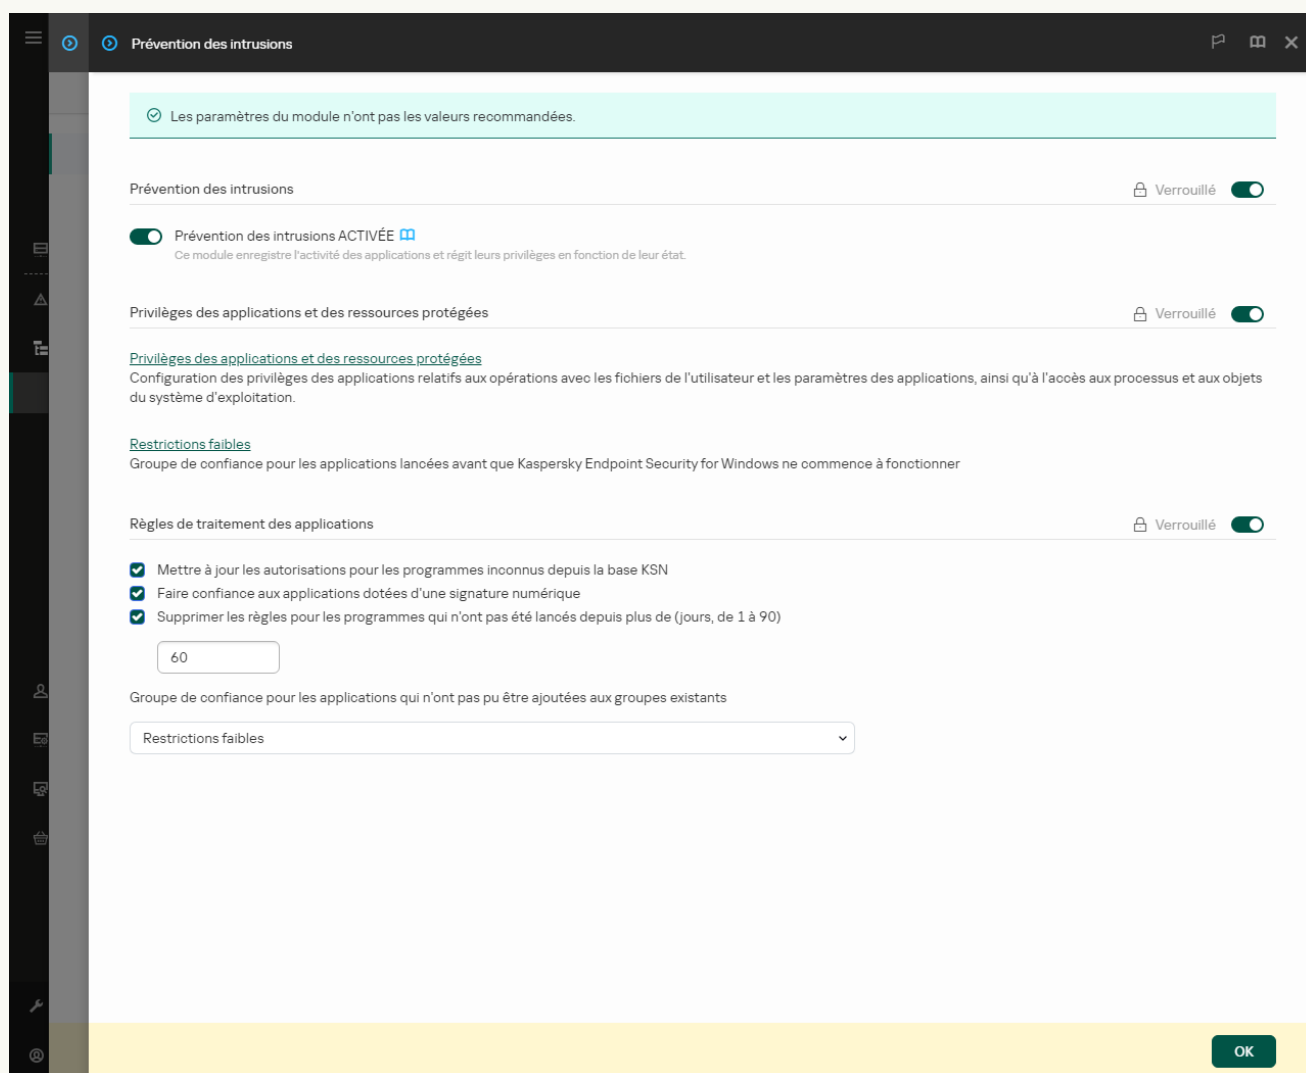 Prévention des intrusions
Les paramètres du module n'ont pas les valeurs recommandées.
Prévention des intrusions
Verrouillé
Prévention des intrusions ACTIVÉE
Ce module enregistre l'activité des applications et régit leurs privilèges en fonction de leur état.
Privilèges des applications et des ressources protégées
Verrouillé
Privilèges des applications et des ressources protégées
Configuration des privilèges des applications relatifs aux opérations avec les fichiers de l'utilisateur et les paramètres des applications, ainsi qu'à l'accès aux processus et aux objets
du système d'exploitation.
Restrictions faibles
Groupe de confiance pour les applications lancées avant que Kaspersky Endpoint Security for Windows ne commence à fonctionner
Règles de traitement des applications
Verrouillé
Mettre à jour les autorisations pour les programmes inconnus depuis la base KSN
Faire confiance aux applications dotées d'une signature numérique
Supprimer les règles pour les programmes qui n'ont pas été lancés depuis plus de (jours, de 1 à 90)
60
Groupe de confiance pour les applications qui n'ont pas pu être ajoutées aux groupes existants
Restrictions faibles
OK